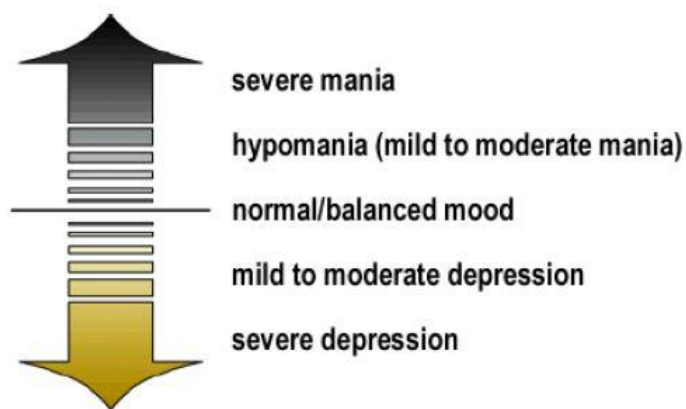 severe mania
hypomania (mild to moderate mania)
normal/balanced mood
mild to moderate depression
severe depression